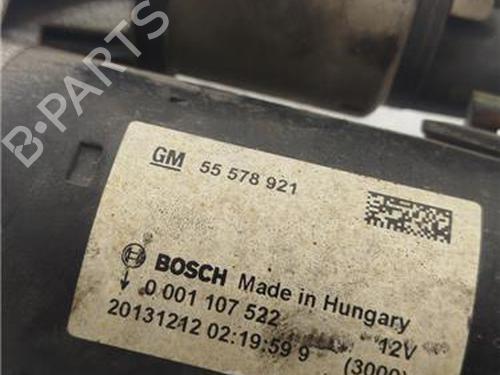 B-Parts
GM 55 578 921
BOSCH Made in Hungary
0 001 107 522 12V
20131212 02:19:59 9 (3000)